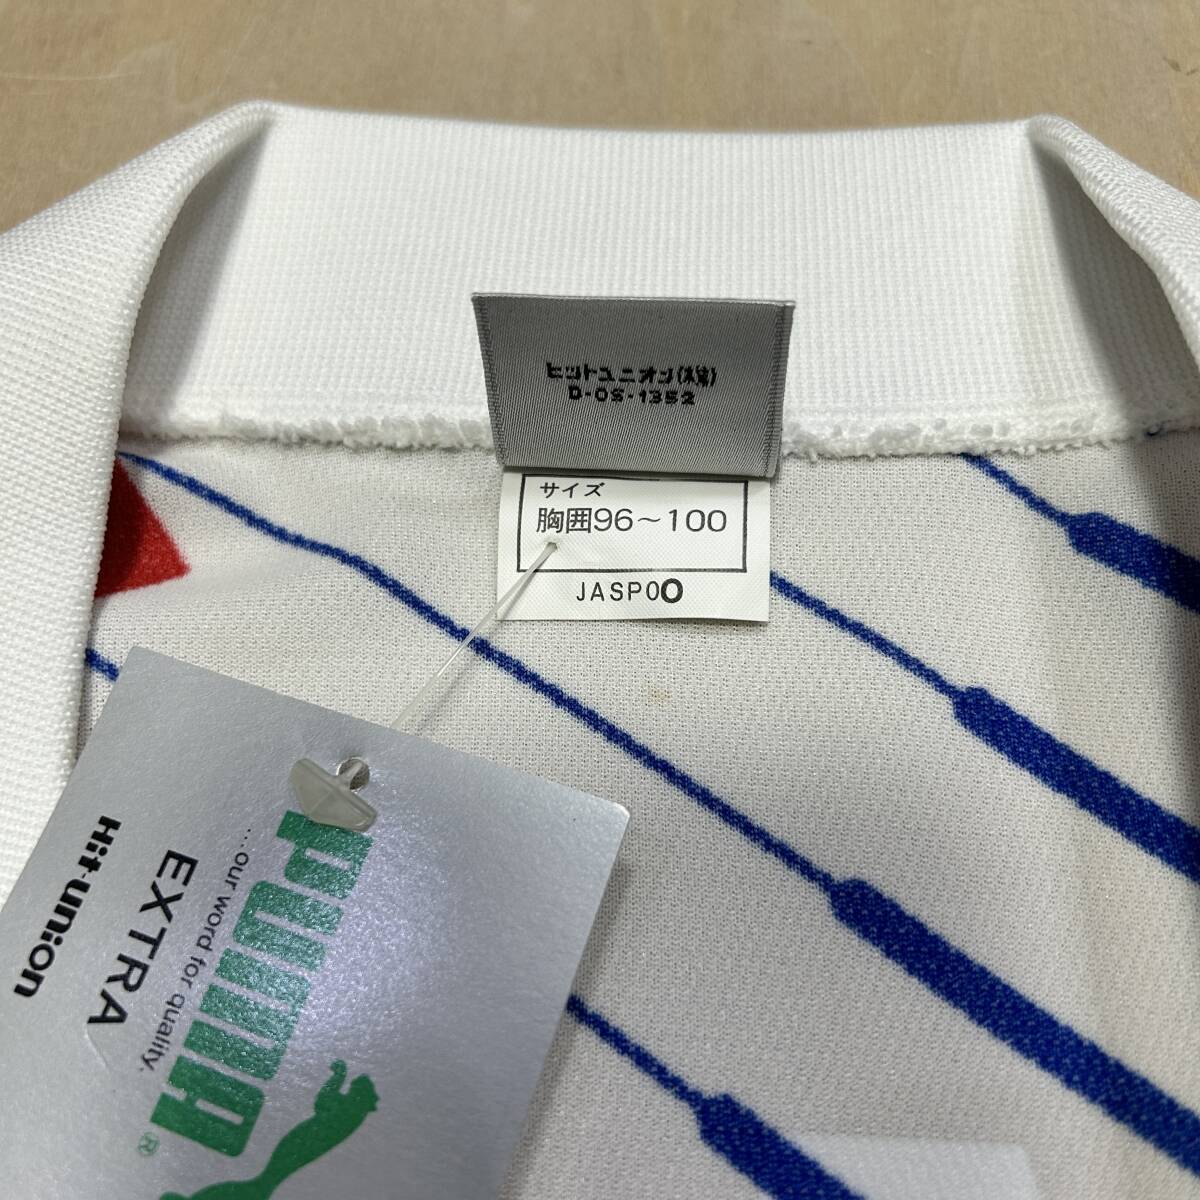 ヒットユニオン(株)
D-OS-1352
サイズ
胸囲96～100
JASPOO
PUMA
®
...our word for quality.
EXTRA
Hit-union